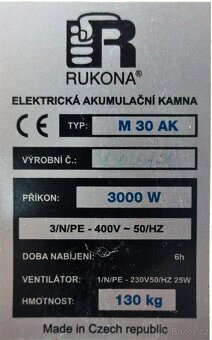 RUKONA®
ELEKTRICKÁ AKUMULAČNÍ KAMNA
CE TYP: M 30 AK
VÝROBNÍ Č.:
PŘÍKON: 3000 W
3/N/PE - 400V ~ 50/HZ
DOBA NABÍJENÍ 6h
VENTILÁTOR: 1/N/PE - 230V50/HZ 25W
HMOTNOST: 130 kg
Made in Czech republic